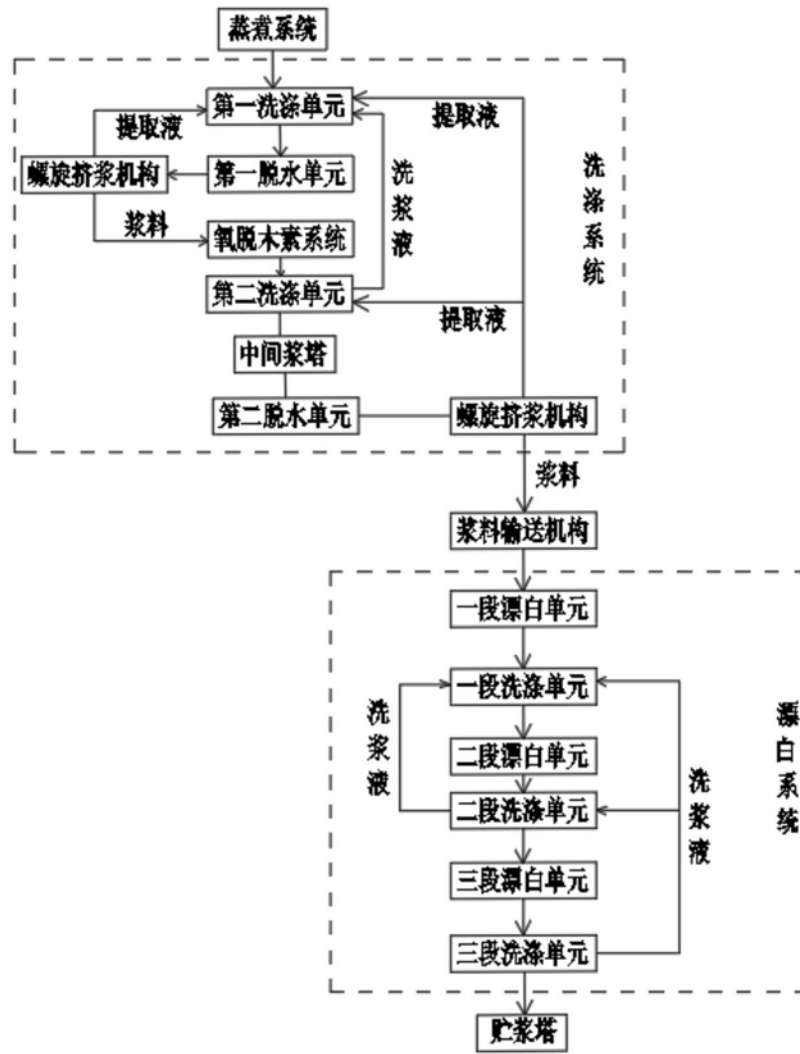 蒸煮系统
第一洗涤单元
提取液
提取液
螺旋挤浆机构
第一脱水单元
洗浆液
洗涤系统
浆料
氧脱木素系统
第二洗涤单元
提取液
中间浆塔
第二脱水单元
螺旋挤浆机构
浆料
浆料输送机构
一段漂白单元
一段洗涤单元
洗浆液
二段漂白单元
漂白系统
洗浆液
二段洗涤单元
三段漂白单元
三段洗涤单元
贮浆塔